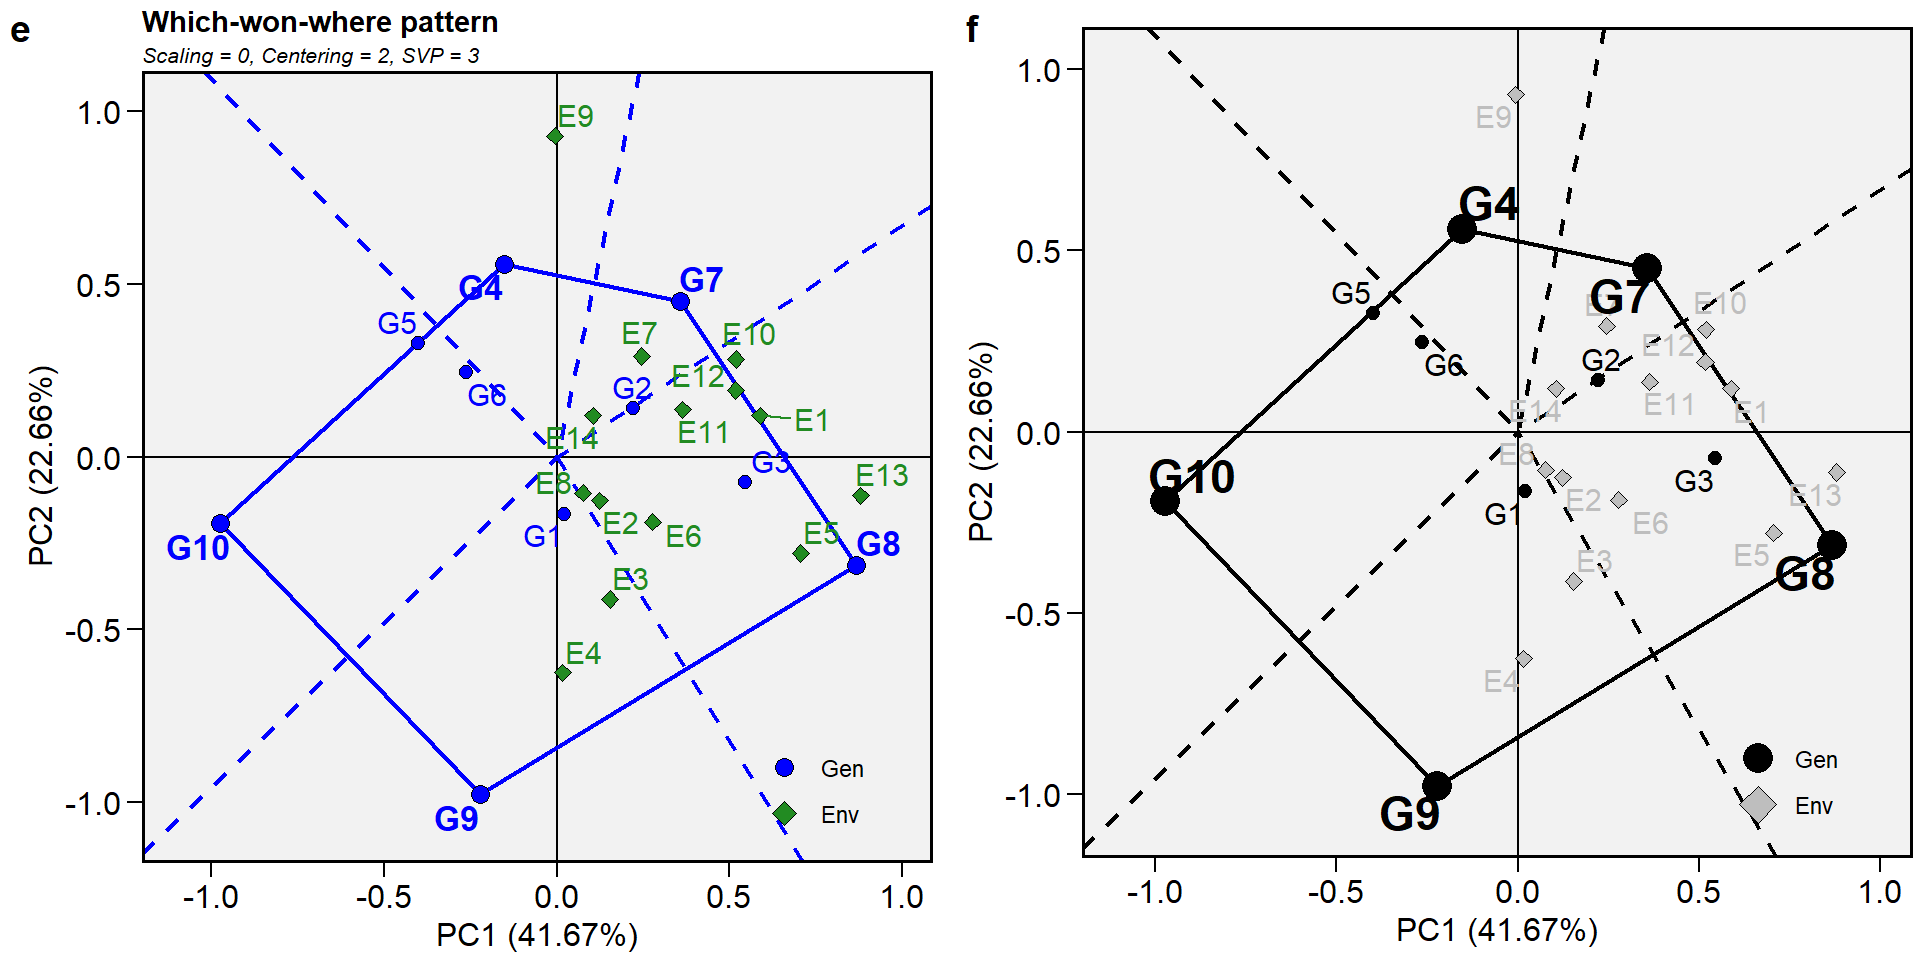 e
Which-won-where pattern
Scaling = 0, Centering = 2, SVP = 3
1.0
0.5
0.0
-0.5
-1.0
PC2 (22.66%)
E9
G4
G7
G5
G6
E7
E10
E12
G2
E11
E1
E14
G3
E13
E8
E2
G1
E6
E5
G8
G10
E3
E4
G9
Gen
Env
-1.0 -0.5 0.0 0.5 1.0
PC1 (41.67%)
f
1.0
0.5
0.0
-0.5
-1.0
PC2 (22.66%)
E9
G4
G5
G7
E10
E12
G2
G6
E11
E14
E1
E8
G10
G3
E13
E2
G1
E6
E5
E3
G8
E4
G9
Gen
Env
-1.0 -0.5 0.0 0.5 1.0
PC1 (41.67%)